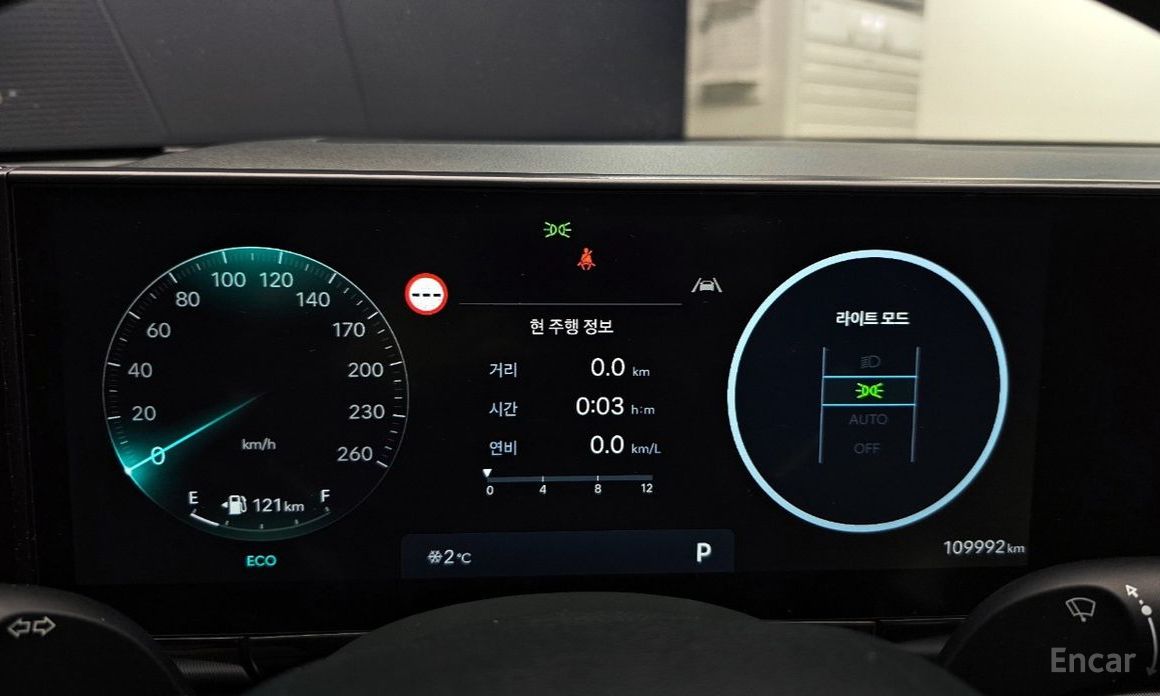 100 120
80 140
60 170
40 200
20 230
0 260
km/h
E 121km F
ECO
현 주행 정보
거리 0.0 km
시간 0:03 h:m
연비 0.0 km/L
0 4 8 12
2°C P
라이트 모드
AUTO
OFF
109992 km
Encar